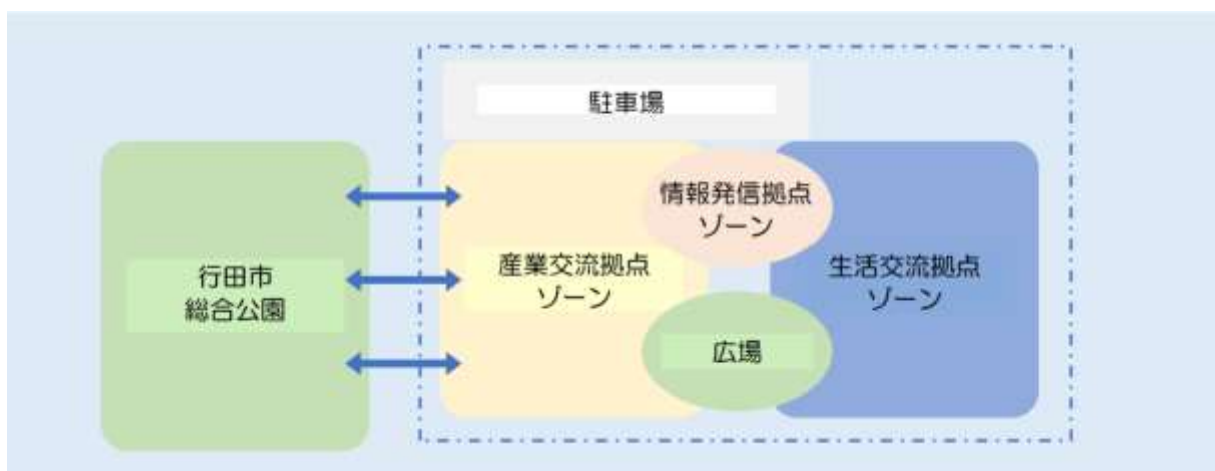 駐車場
情報発信拠点
ゾーン
行田市
総合公園
産業交流拠点
ゾーン
生活交流拠点
ゾーン
広場